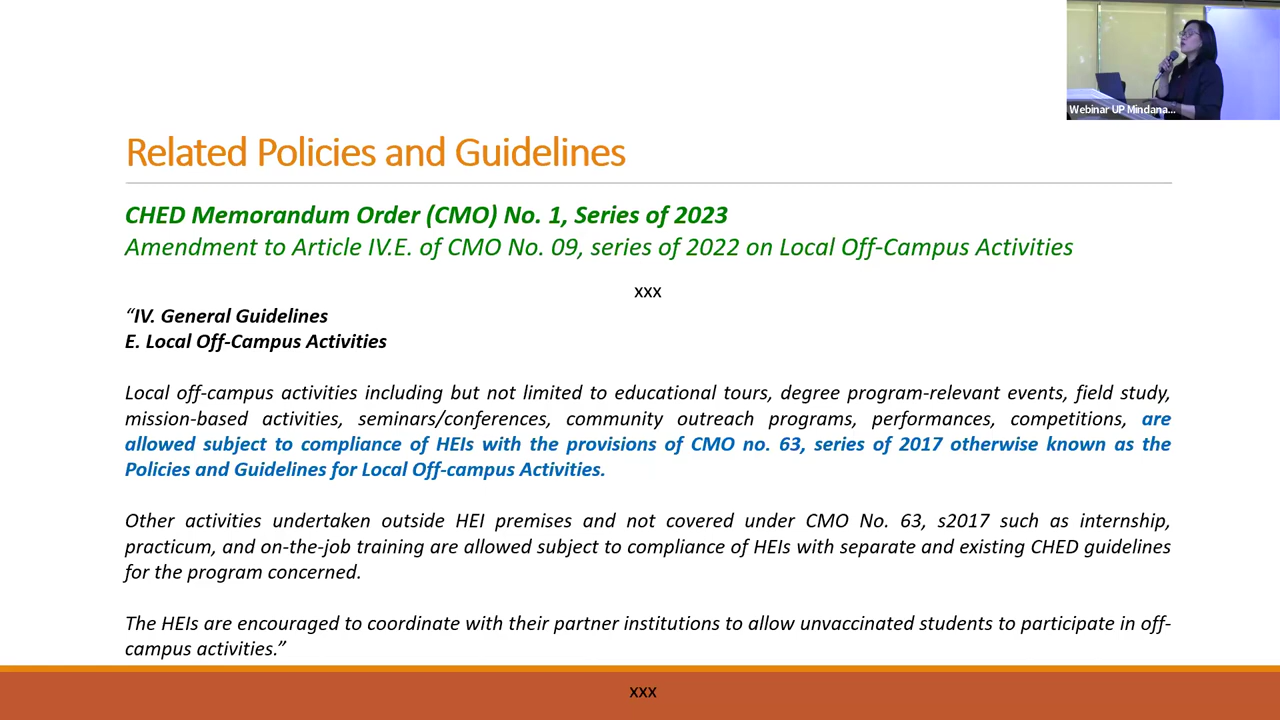 Webinar UP Mindana...
Related Policies and Guidelines
CHED Memorandum Order (CMO) No. 1, Series of 2023
Amendment to Article IV.E. of CMO No. 09, series of 2022 on Local Off-Campus Activities
xxx
“IV. General Guidelines
E. Local Off-Campus Activities
Local off-campus activities including but not limited to educational tours, degree program-relevant events, field study,
mission-based activities, seminars/conferences, community outreach programs, performances, competitions, are
allowed subject to compliance of HEIs with the provisions of CMO no. 63, series of 2017 otherwise known as the
Policies and Guidelines for Local Off-campus Activities.
Other activities undertaken outside HEI premises and not covered under CMO No. 63, s2017 such as internship,
practicum, and on-the-job training are allowed subject to compliance of HEIs with separate and existing CHED guidelines
for the program concerned.
The HEIs are encouraged to coordinate with their partner institutions to allow unvaccinated students to participate in off-
campus activities.”
xxx